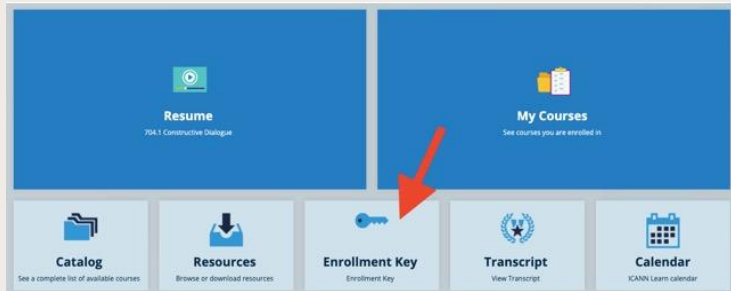 Resume
704.1 Constructive Dialogue
My Courses
See courses you are enrolled in
Catalog
See a complete list of available courses
Resources
Browse or download resources
Enrollment Key
Enrollment Key
Transcript
View Transcript
Calendar
ICANN Learn calendar